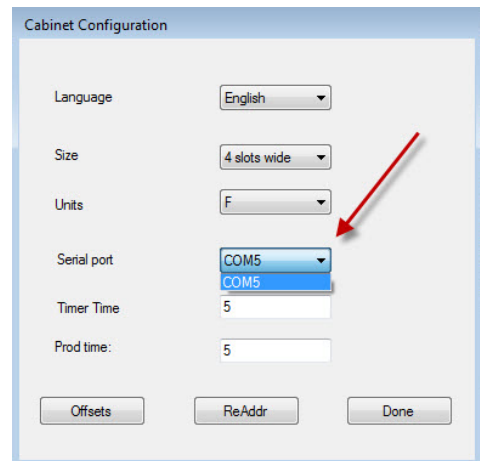 Cabinet Configuration
Language English
Size 4 slots wide
Units F
Serial port COM5
COM5
Timer Time 5
Prod time: 5
Offsets ReAddr Done